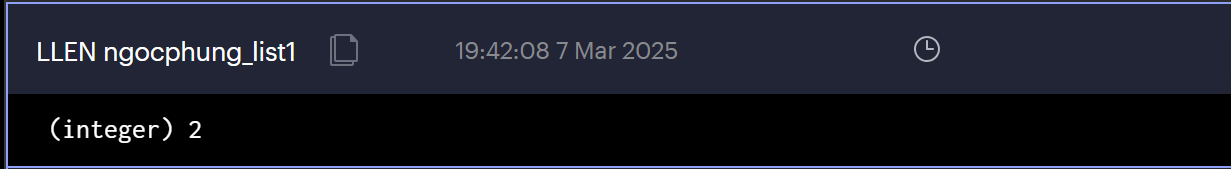 LLEN ngocphung_list1 19:42:08 7 Mar 2025
(integer) 2